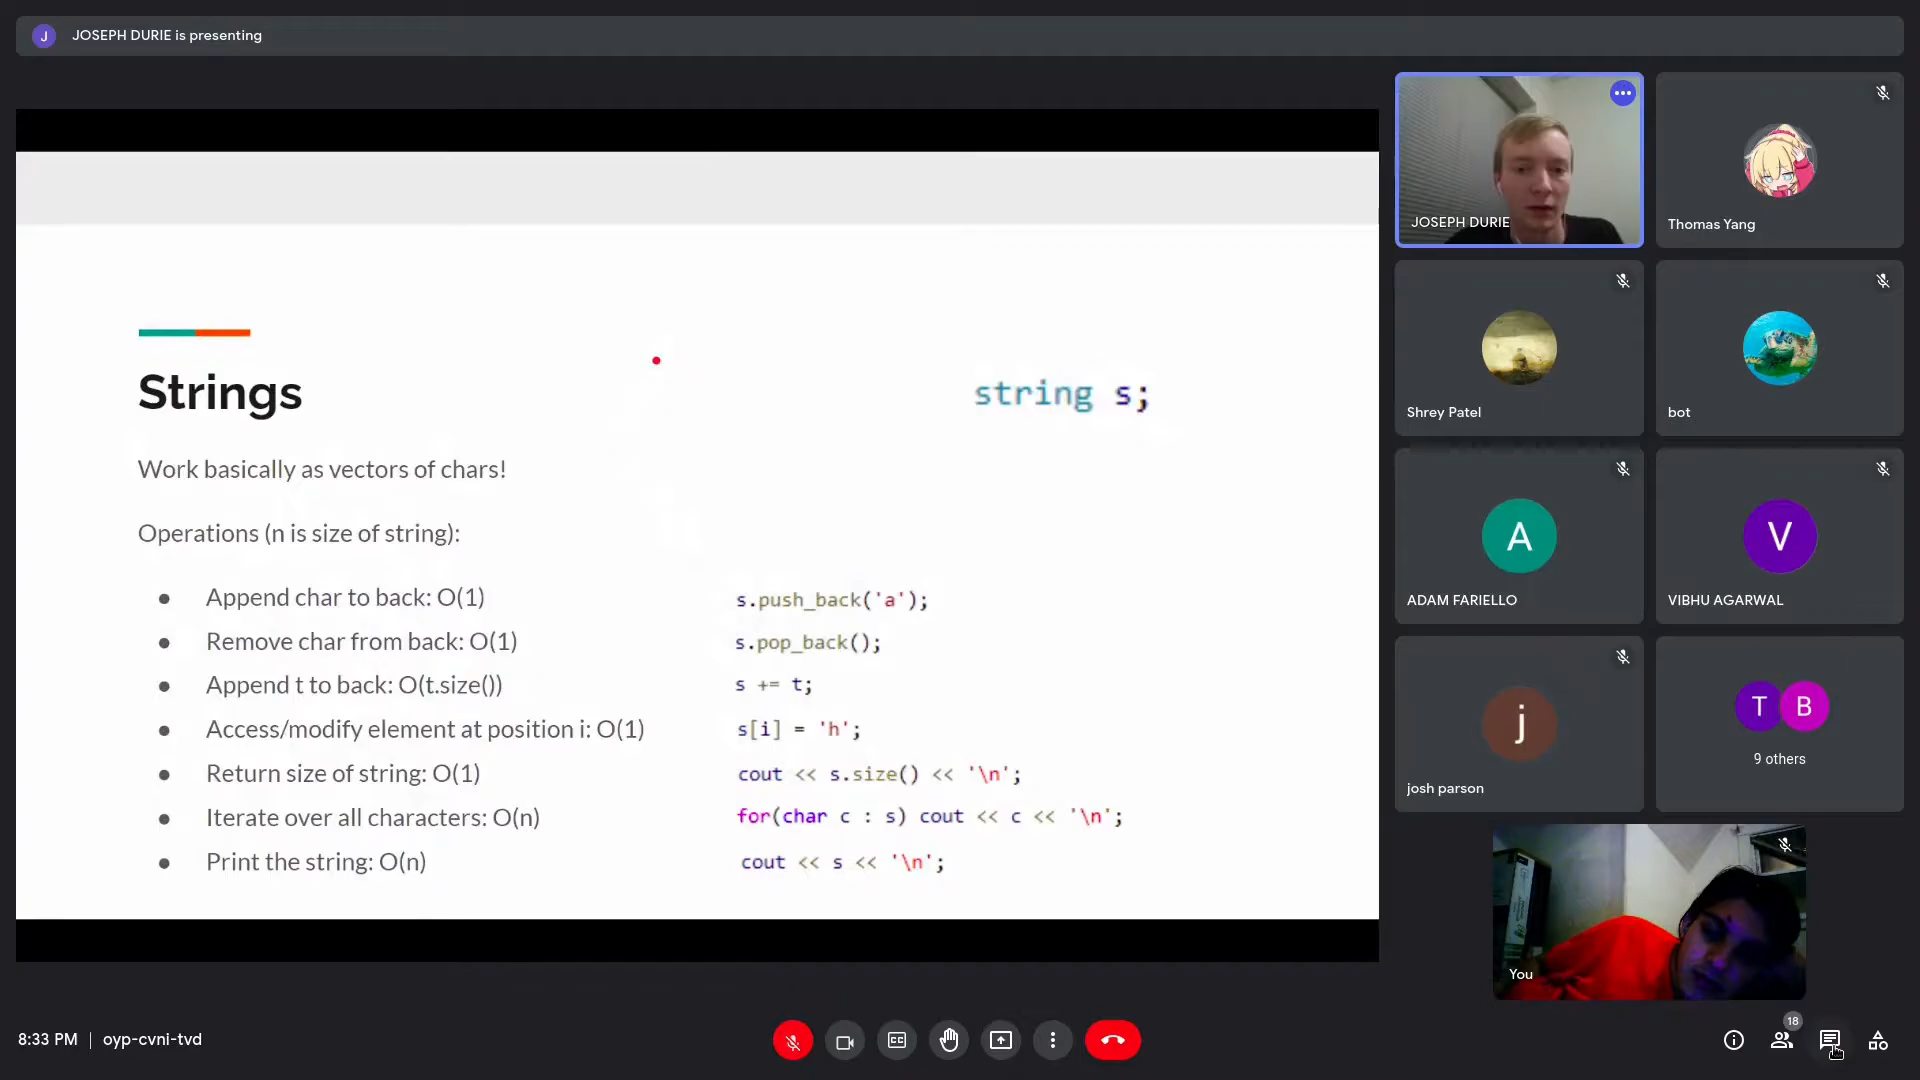 J JOSEPH DURIE is presenting
Strings
string s;
Work basically as vectors of chars!
Operations (n is size of string):
● Append char to back: O(1) s.push_back('a');
● Remove char from back: O(1) s.pop_back();
● Append t to back: O(t.size()) s += t;
● Access/modify element at position i: O(1) s[i] = 'h';
● Return size of string: O(1) cout << s.size() << '\n';
● Iterate over all characters: O(n) for(char c : s) cout << c << '\n';
● Print the string: O(n) cout << s << '\n';
JOSEPH DURIE
Thomas Yang
Shrey Patel
bot
A
ADAM FARIELLO
V
VIBHU AGARWAL
j
josh parson
T B
9 others
You
8:33 PM | oyp-cvni-tvd
CC
18